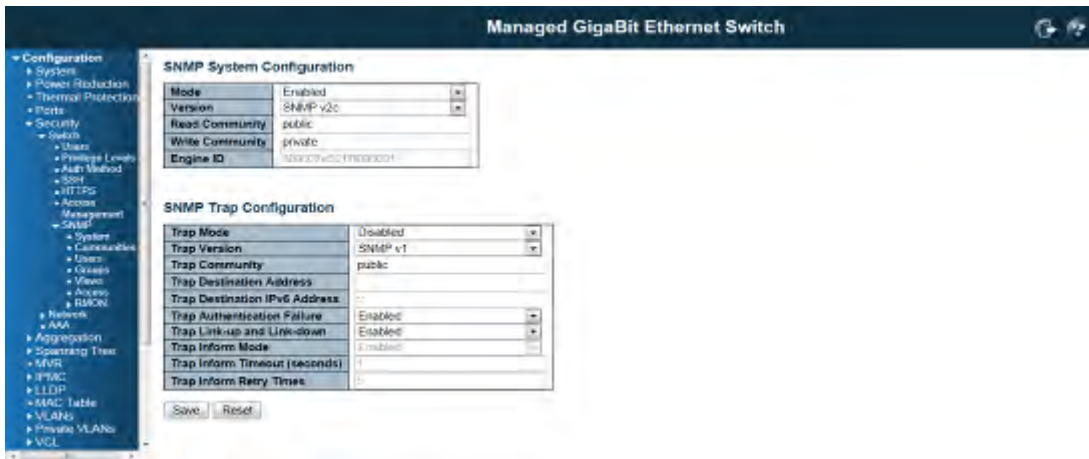 Managed GigaBit Ethernet Switch
Configuration
System
Power Reduction
Thermal Protection
Ports
Security
Switch
Users
Privilege Levels
Auth Method
SSH
HTTPS
Access
Management
SNMP
System
Communities
Users
Groups
Views
Access
RMON
Network
AAA
Aggregation
Spanning Tree
MVR
IPMC
LLDP
MAC Table
VLANs
Private VLANs
VCL
SNMP System Configuration
Mode Enabled
Version SNMP v2c
Read Community public
Write Community private
Engine ID
SNMP Trap Configuration
Trap Mode Disabled
Trap Version SNMP v1
Trap Community public
Trap Destination Address
Trap Destination IPv6 Address ::
Trap Authentication Failure Enabled
Trap Link-up and Link-down Enabled
Trap Inform Mode Enabled
Trap Inform Timeout (seconds) 1
Trap Inform Retry Times
Save Reset